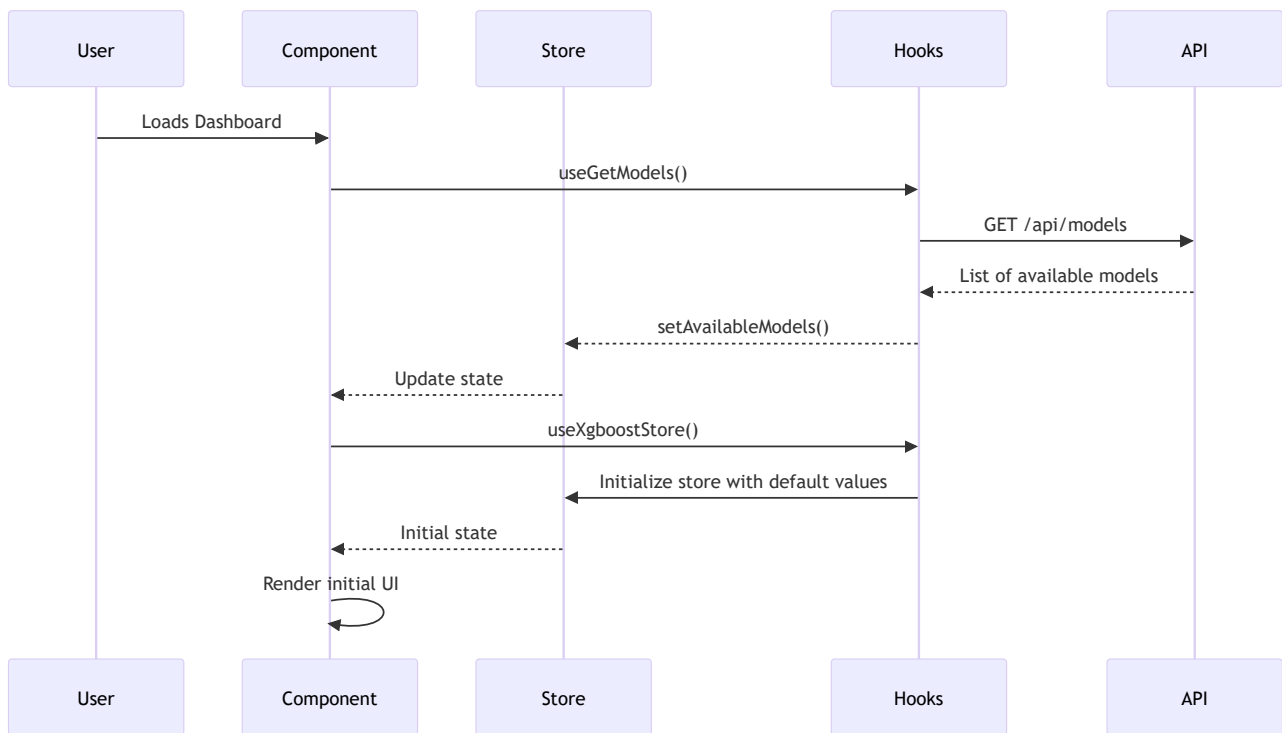 User
Component
Store
Hooks
API
Loads Dashboard
useGetModels()
GET /api/models
List of available models
setAvailableModels()
Update state
useXgboostStore()
Initialize store with default values
Initial state
Render initial UI
User
Component
Store
Hooks
API